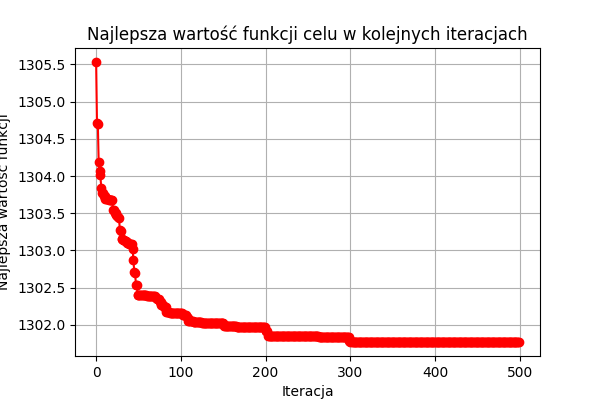 Najlepsza wartość funkcji celu w kolejnych iteracjach
Najlepsza wartość funkcji
1305.5
1305.0
1304.5
1304.0
1303.5
1303.0
1302.5
1302.0
0 100 200 300 400 500
Iteracja